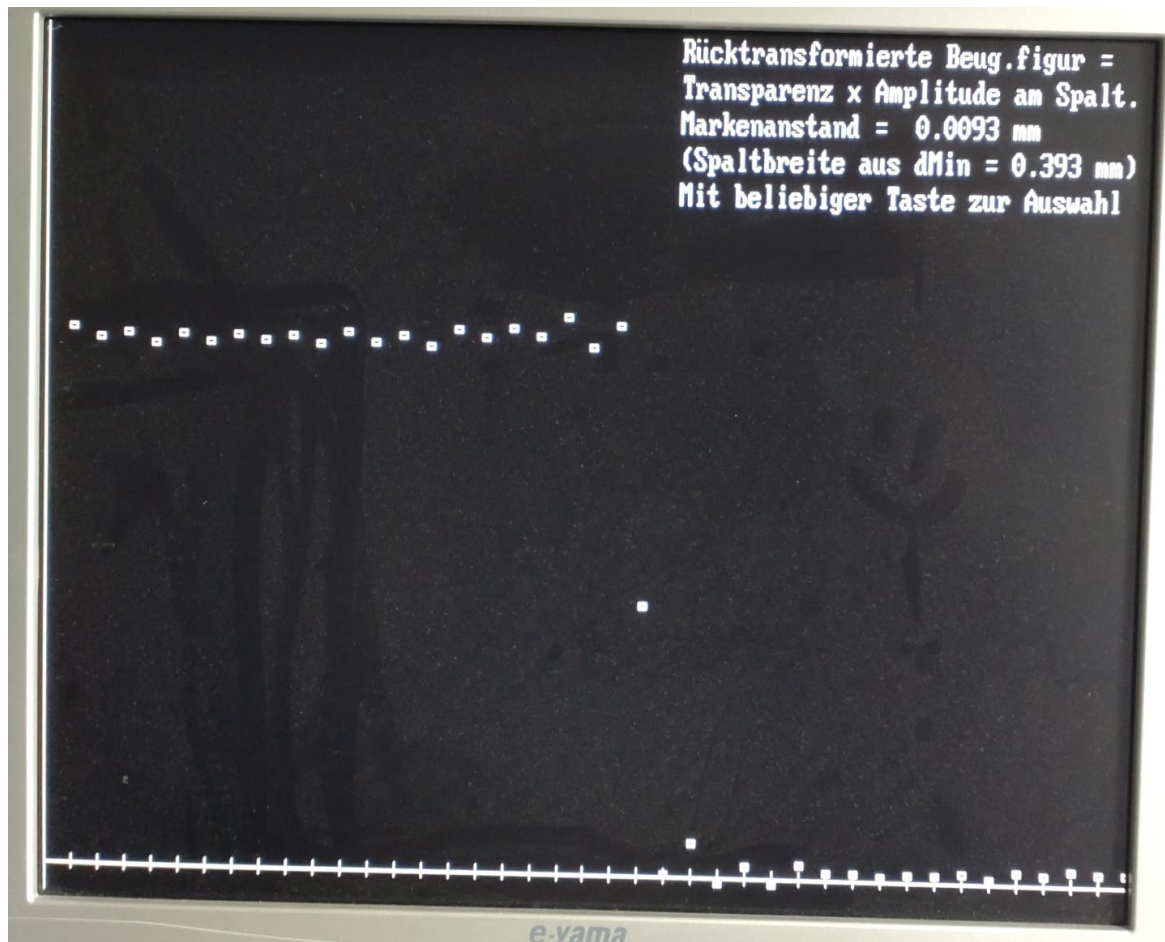 Rücktransformierte Beug.figur =
Transparenz x Amplitude am Spalt.
Markenanstand = 0.0093 mm
(Spaltbreite aus dMin = 0.393 mm)
Mit beliebiger Taste zur Auswahl
e-yama